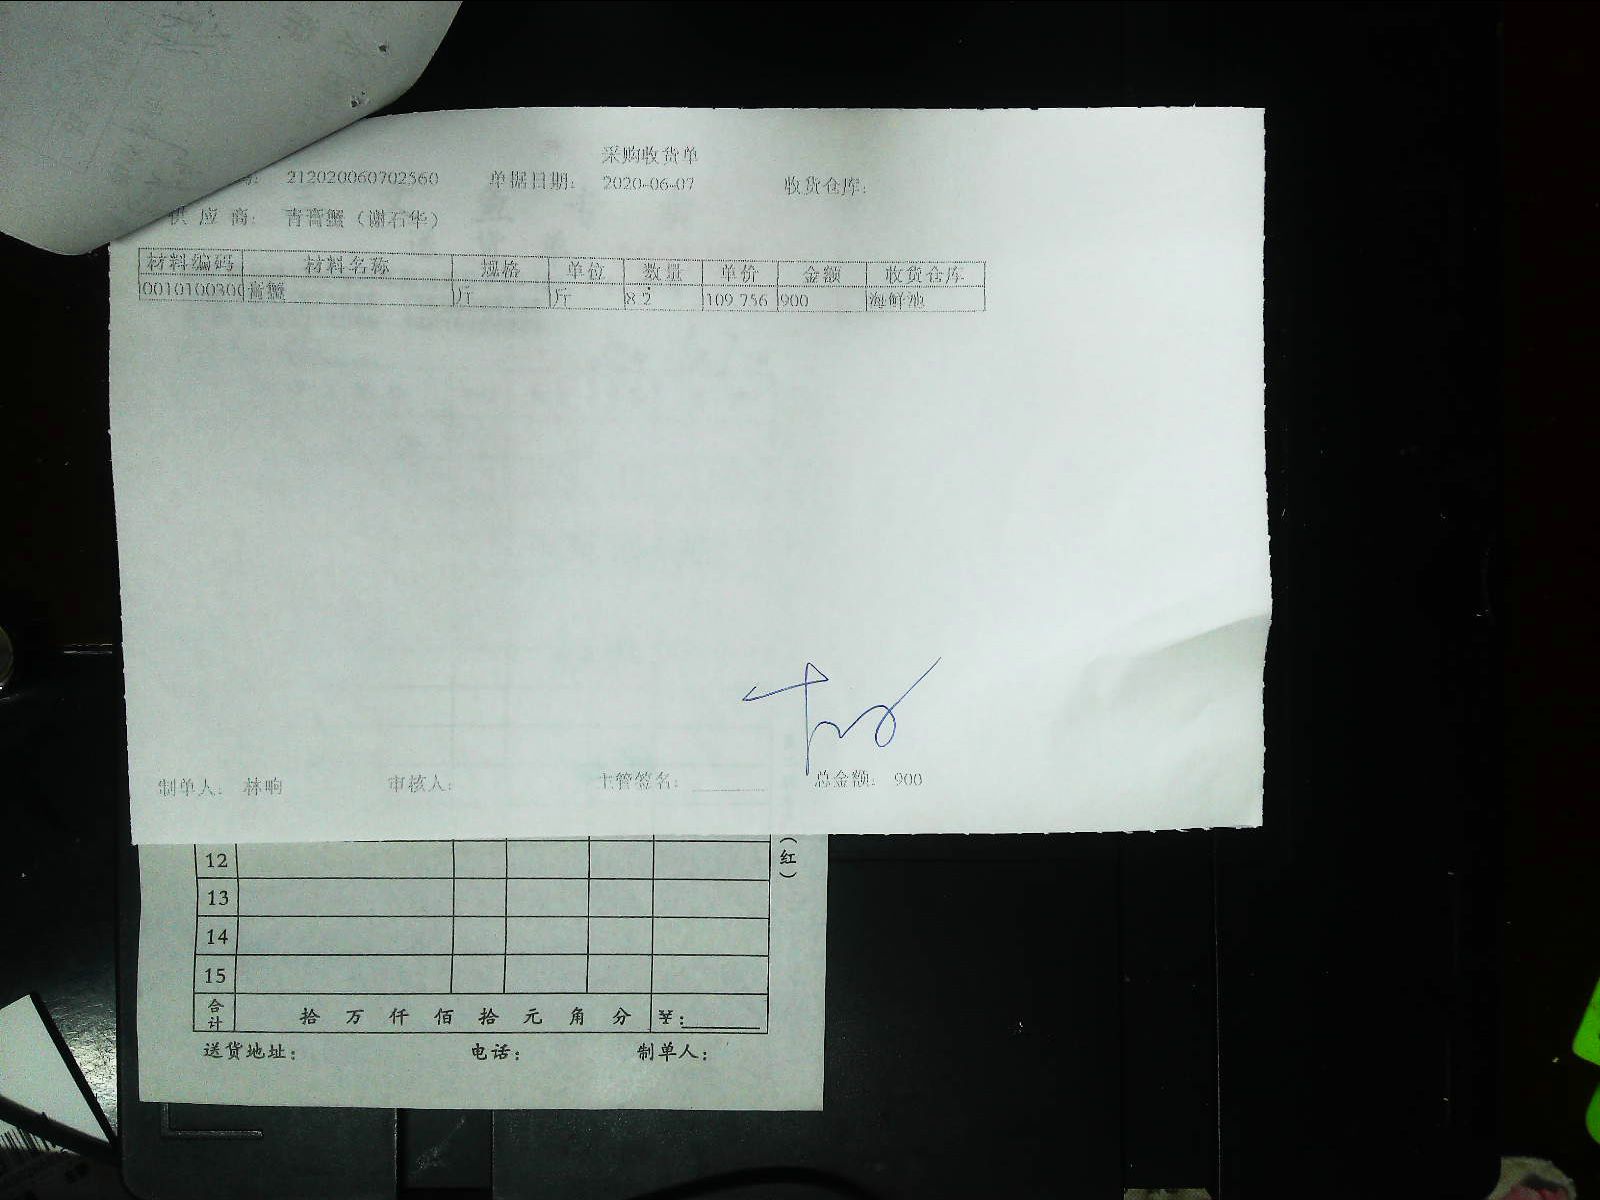 采购收货单
212020060702560 单据日期: 2020-06-07 收货仓库:
供应商: 青膏蟹（谢石华）
材料编码 材料名称 规格 单位 数量 单价 金额 收货仓库
0010100300 膏蟹 斤 斤 8.2 109.756 900 海鲜池
制单人: 林响 审核人: 主管签名: 总金额: 900
（红）
12
13
14
15
合计 拾 万 仟 佰 拾 元 角 分 ¥:
送货地址: 电话: 制单人: